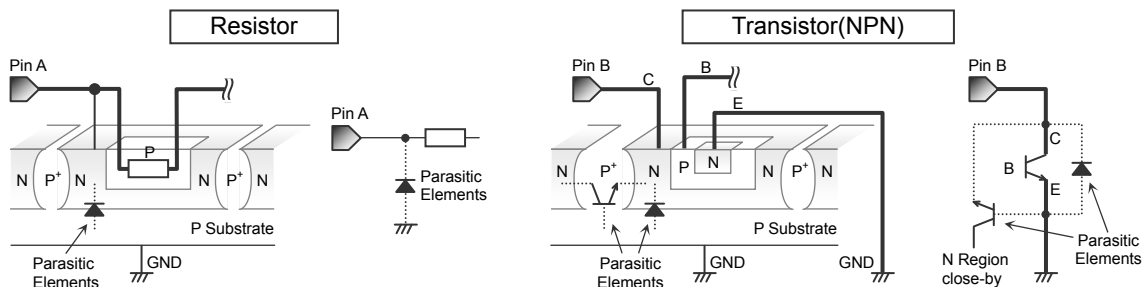 Resistor
Pin A
P
N
P+
N
N
P+
N
Parasitic
Elements
GND
P Substrate
Pin A
Parasitic
Elements
Transistor(NPN)
Pin B
C
B
E
N
P+
N
P
N
N
P+
N
P Substrate
Parasitic
Elements
GND
GND
Pin B
C
B
E
Parasitic
Elements
N Region
close-by